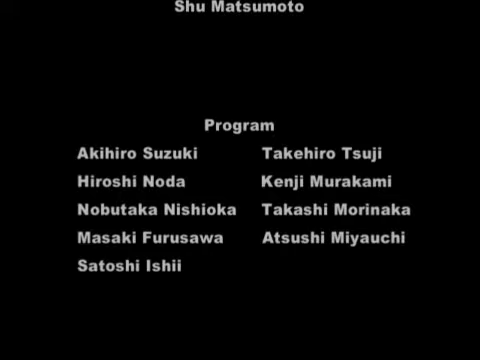 Shu Matsumoto
Program
Akihiro Suzuki Takehiro Tsuji
Hiroshi Noda Kenji Murakami
Nobutaka Nishioka Takashi Morinaka
Masaki Furusawa Atsushi Miyauchi
Satoshi Ishii